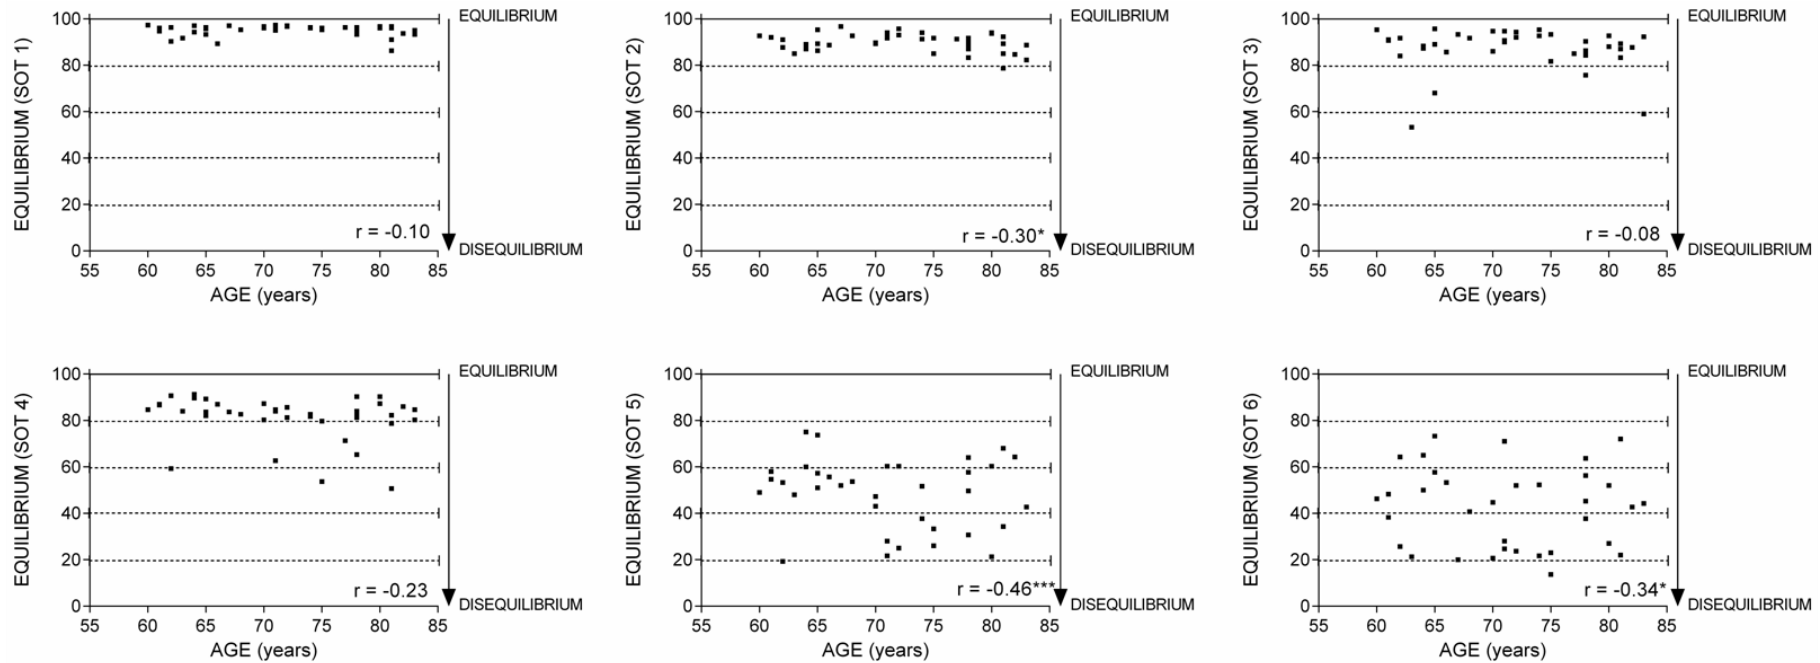 EQUILIBRIUM (SOT 1)
100
80
60
40
20
0
EQUILIBRIUM
r = -0.10
DISEQUILIBRIUM
55 60 65 70 75 80 85
AGE (years)
EQUILIBRIUM (SOT 2)
100
80
60
40
20
0
EQUILIBRIUM
r = -0.30*
DISEQUILIBRIUM
55 60 65 70 75 80 85
AGE (years)
EQUILIBRIUM (SOT 3)
100
80
60
40
20
0
EQUILIBRIUM
r = -0.08
DISEQUILIBRIUM
55 60 65 70 75 80 85
AGE (years)
EQUILIBRIUM (SOT 4)
100
80
60
40
20
0
EQUILIBRIUM
r = -0.23
DISEQUILIBRIUM
55 60 65 70 75 80 85
AGE (years)
EQUILIBRIUM (SOT 5)
100
80
60
40
20
0
EQUILIBRIUM
r = -0.46***
DISEQUILIBRIUM
55 60 65 70 75 80 85
AGE (years)
EQUILIBRIUM (SOT 6)
100
80
60
40
20
0
EQUILIBRIUM
r = -0.34*
DISEQUILIBRIUM
55 60 65 70 75 80 85
AGE (years)